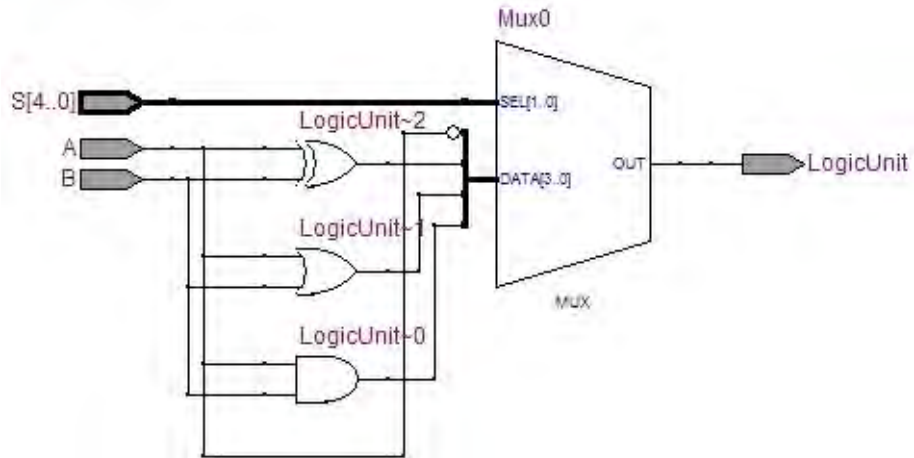 Mux0
S[4..0]
SEL[1..0]
LogicUnit~2
A
B
OUT
LogicUnit
DATA[3..0]
LogicUnit~1
MUX
LogicUnit~0